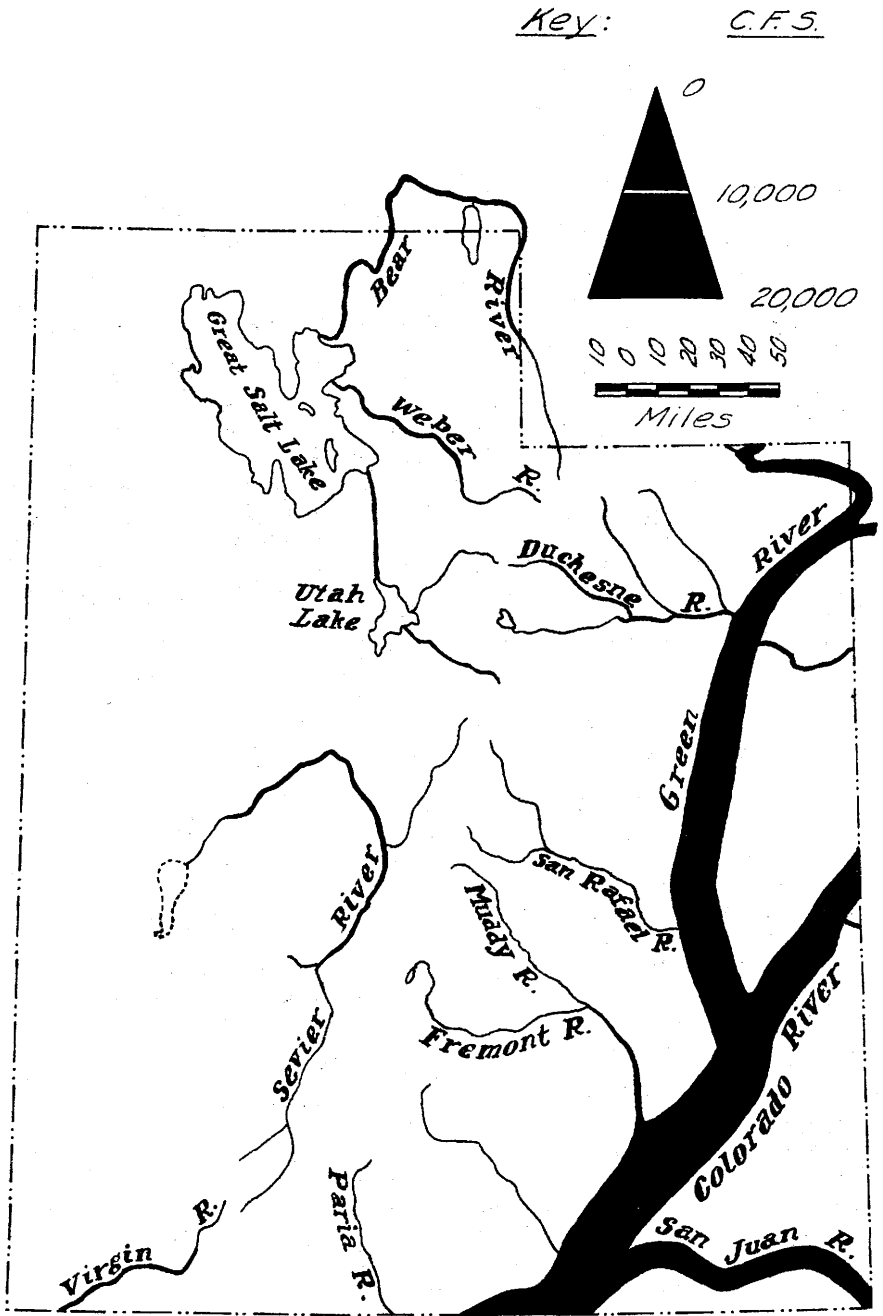 Key: C.F.S.
0
10,000
20,000
10 0 10 20 30 40 50
Miles
Bear
River
Great Salt Lake
Weber R.
Duchesne R.
River
Green
Utah
Lake
San Rafael R.
Muddy R.
River
Sevier
Fremont R.
Colorado River
San Juan R.
Paria R.
Virgin R.